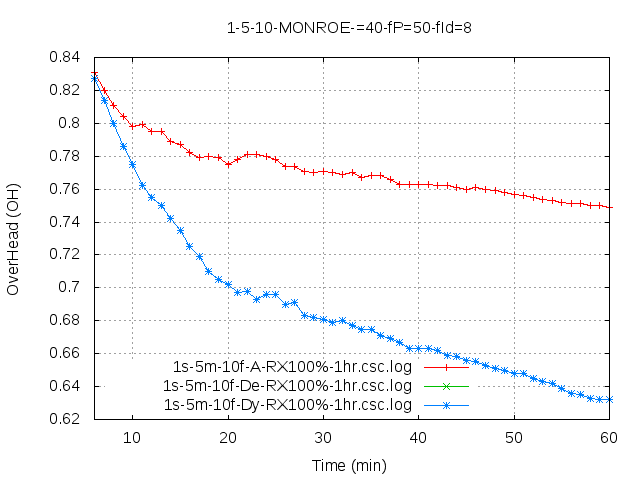 1-5-10-MONROE-=40-fP=50-fId=8
0.84
0.82
0.8
0.78
0.76
0.74
0.72
0.7
0.68
0.66
0.64
0.62
OverHead (OH)
1s-5m-10f-A-RX100%-1hr.csc.log
1s-5m-10f-De-RX100%-1hr.csc.log
1s-5m-10f-Dy-RX100%-1hr.csc.log
10 20 30 40 50 60
Time (min)